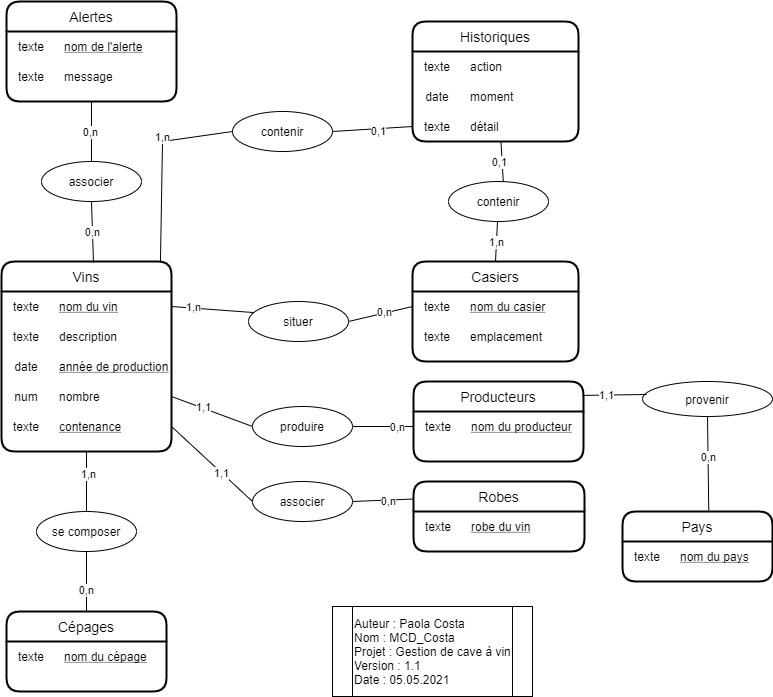 Alertes
texte nom de l'alerte
texte message
0,n
associer
0,n
Historiques
texte action
date moment
texte détail
1,n
contenir
0,1
0,1
contenir
1,n
Vins
texte nom du vin
texte description
date année de production
num nombre
texte contenance
1,n
situer
0,n
Casiers
texte nom du casier
texte emplacement
1,1
produire
0,n
Producteurs
texte nom du producteur
1,1
provenir
0,n
Pays
texte nom du pays
1,1
associer
0,n
Robes
texte robe du vin
1,n
se composer
0,n
Cépages
texte nom du cépage
Auteur : Paola Costa
Nom : MCD_Costa
Projet : Gestion de cave à vin
Version : 1.1
Date : 05.05.2021